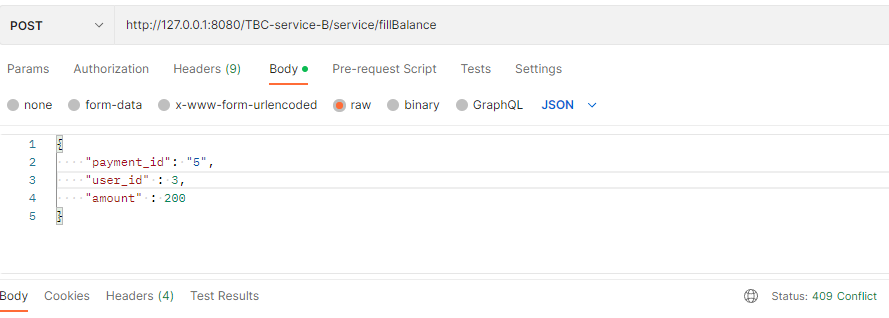 POST http://127.0.0.1:8080/TBC-service-B/service/fillBalance
Params Authorization Headers (9) Body Pre-request Script Tests Settings
none form-data x-www-form-urlencoded raw binary GraphQL JSON
1 {
2 "payment_id": "5",
3 "user_id" : 3,
4 "amount" : 200
5 }
Body Cookies Headers (4) Test Results Status: 409 Conflict